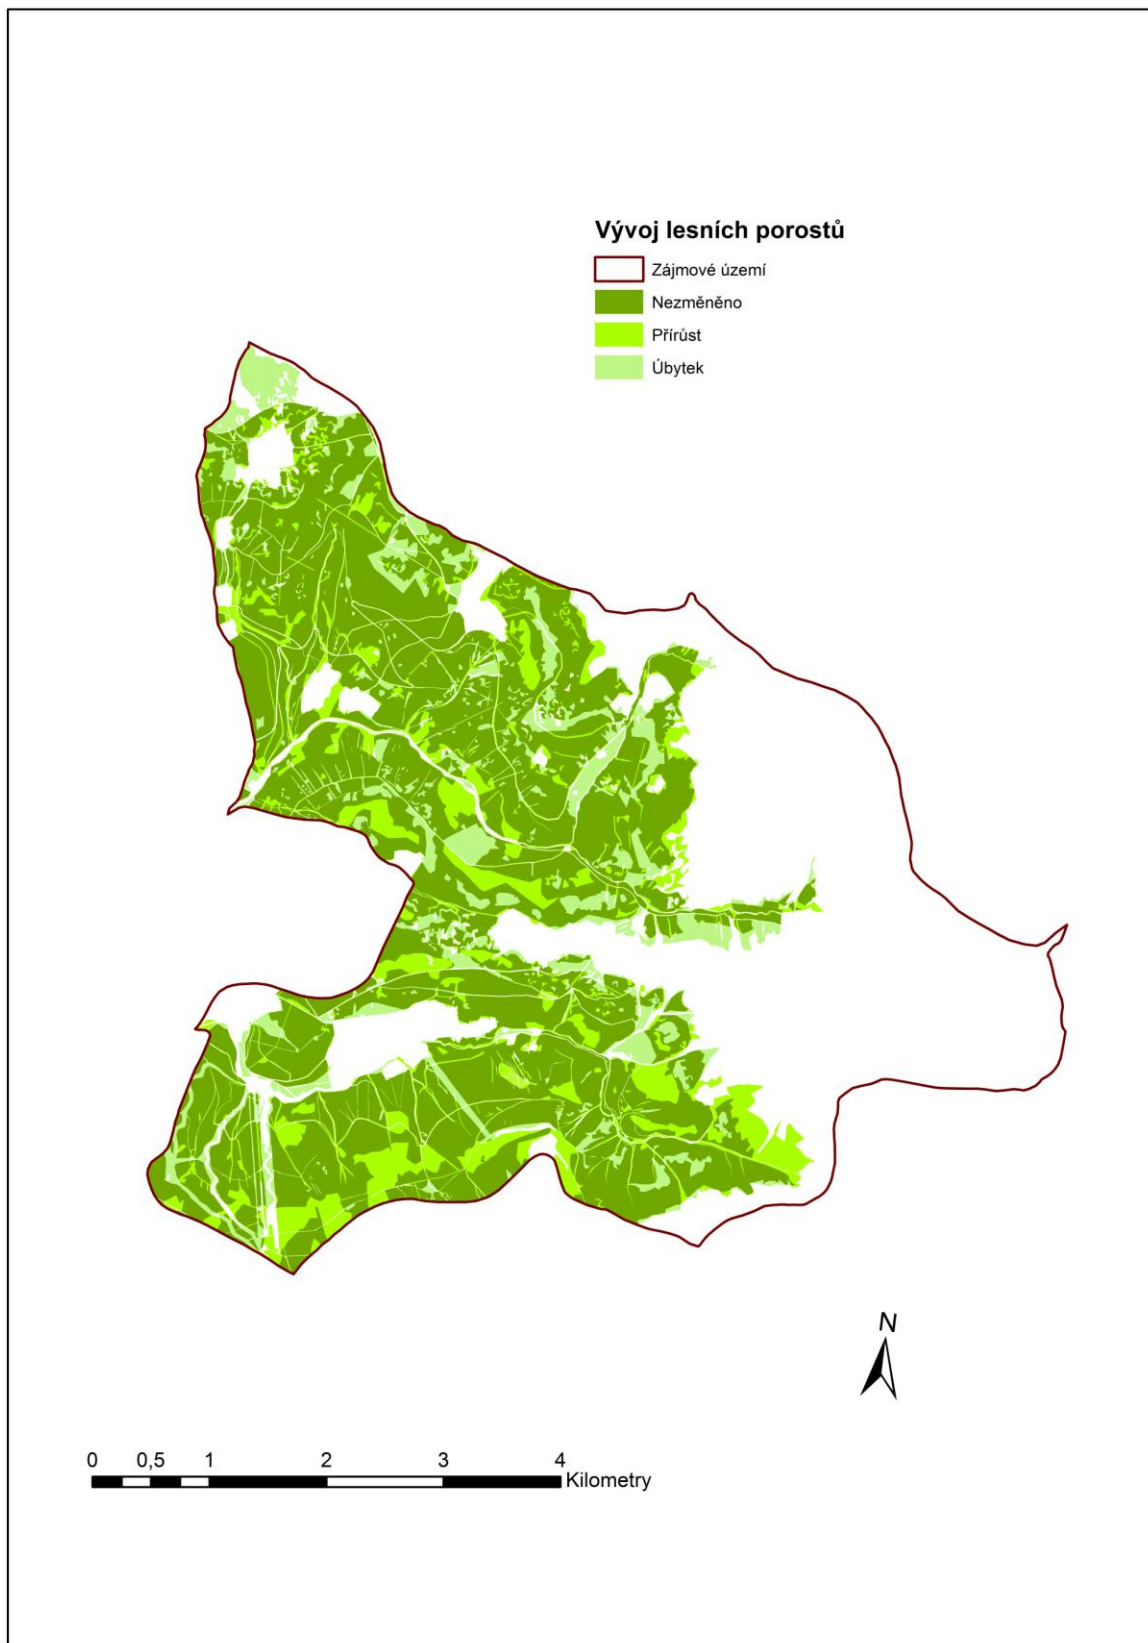 Vývoj lesních porostů
Zájmové území
Nezměněno
Přírůst
Úbytek
N
0 0,5 1 2 3 4
Kilometry